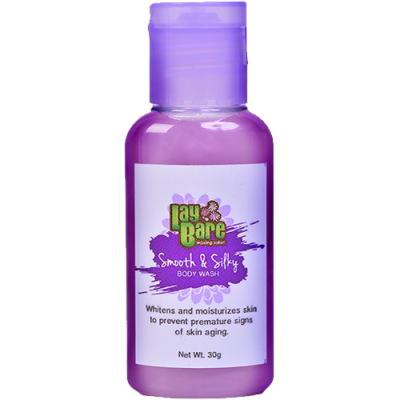 Lay
Bare
waxing salon
Smooth & Silky
BODY WASH
Whitens and moisturizes skin
to prevent premature signs
of skin aging.
Net Wt. 30g